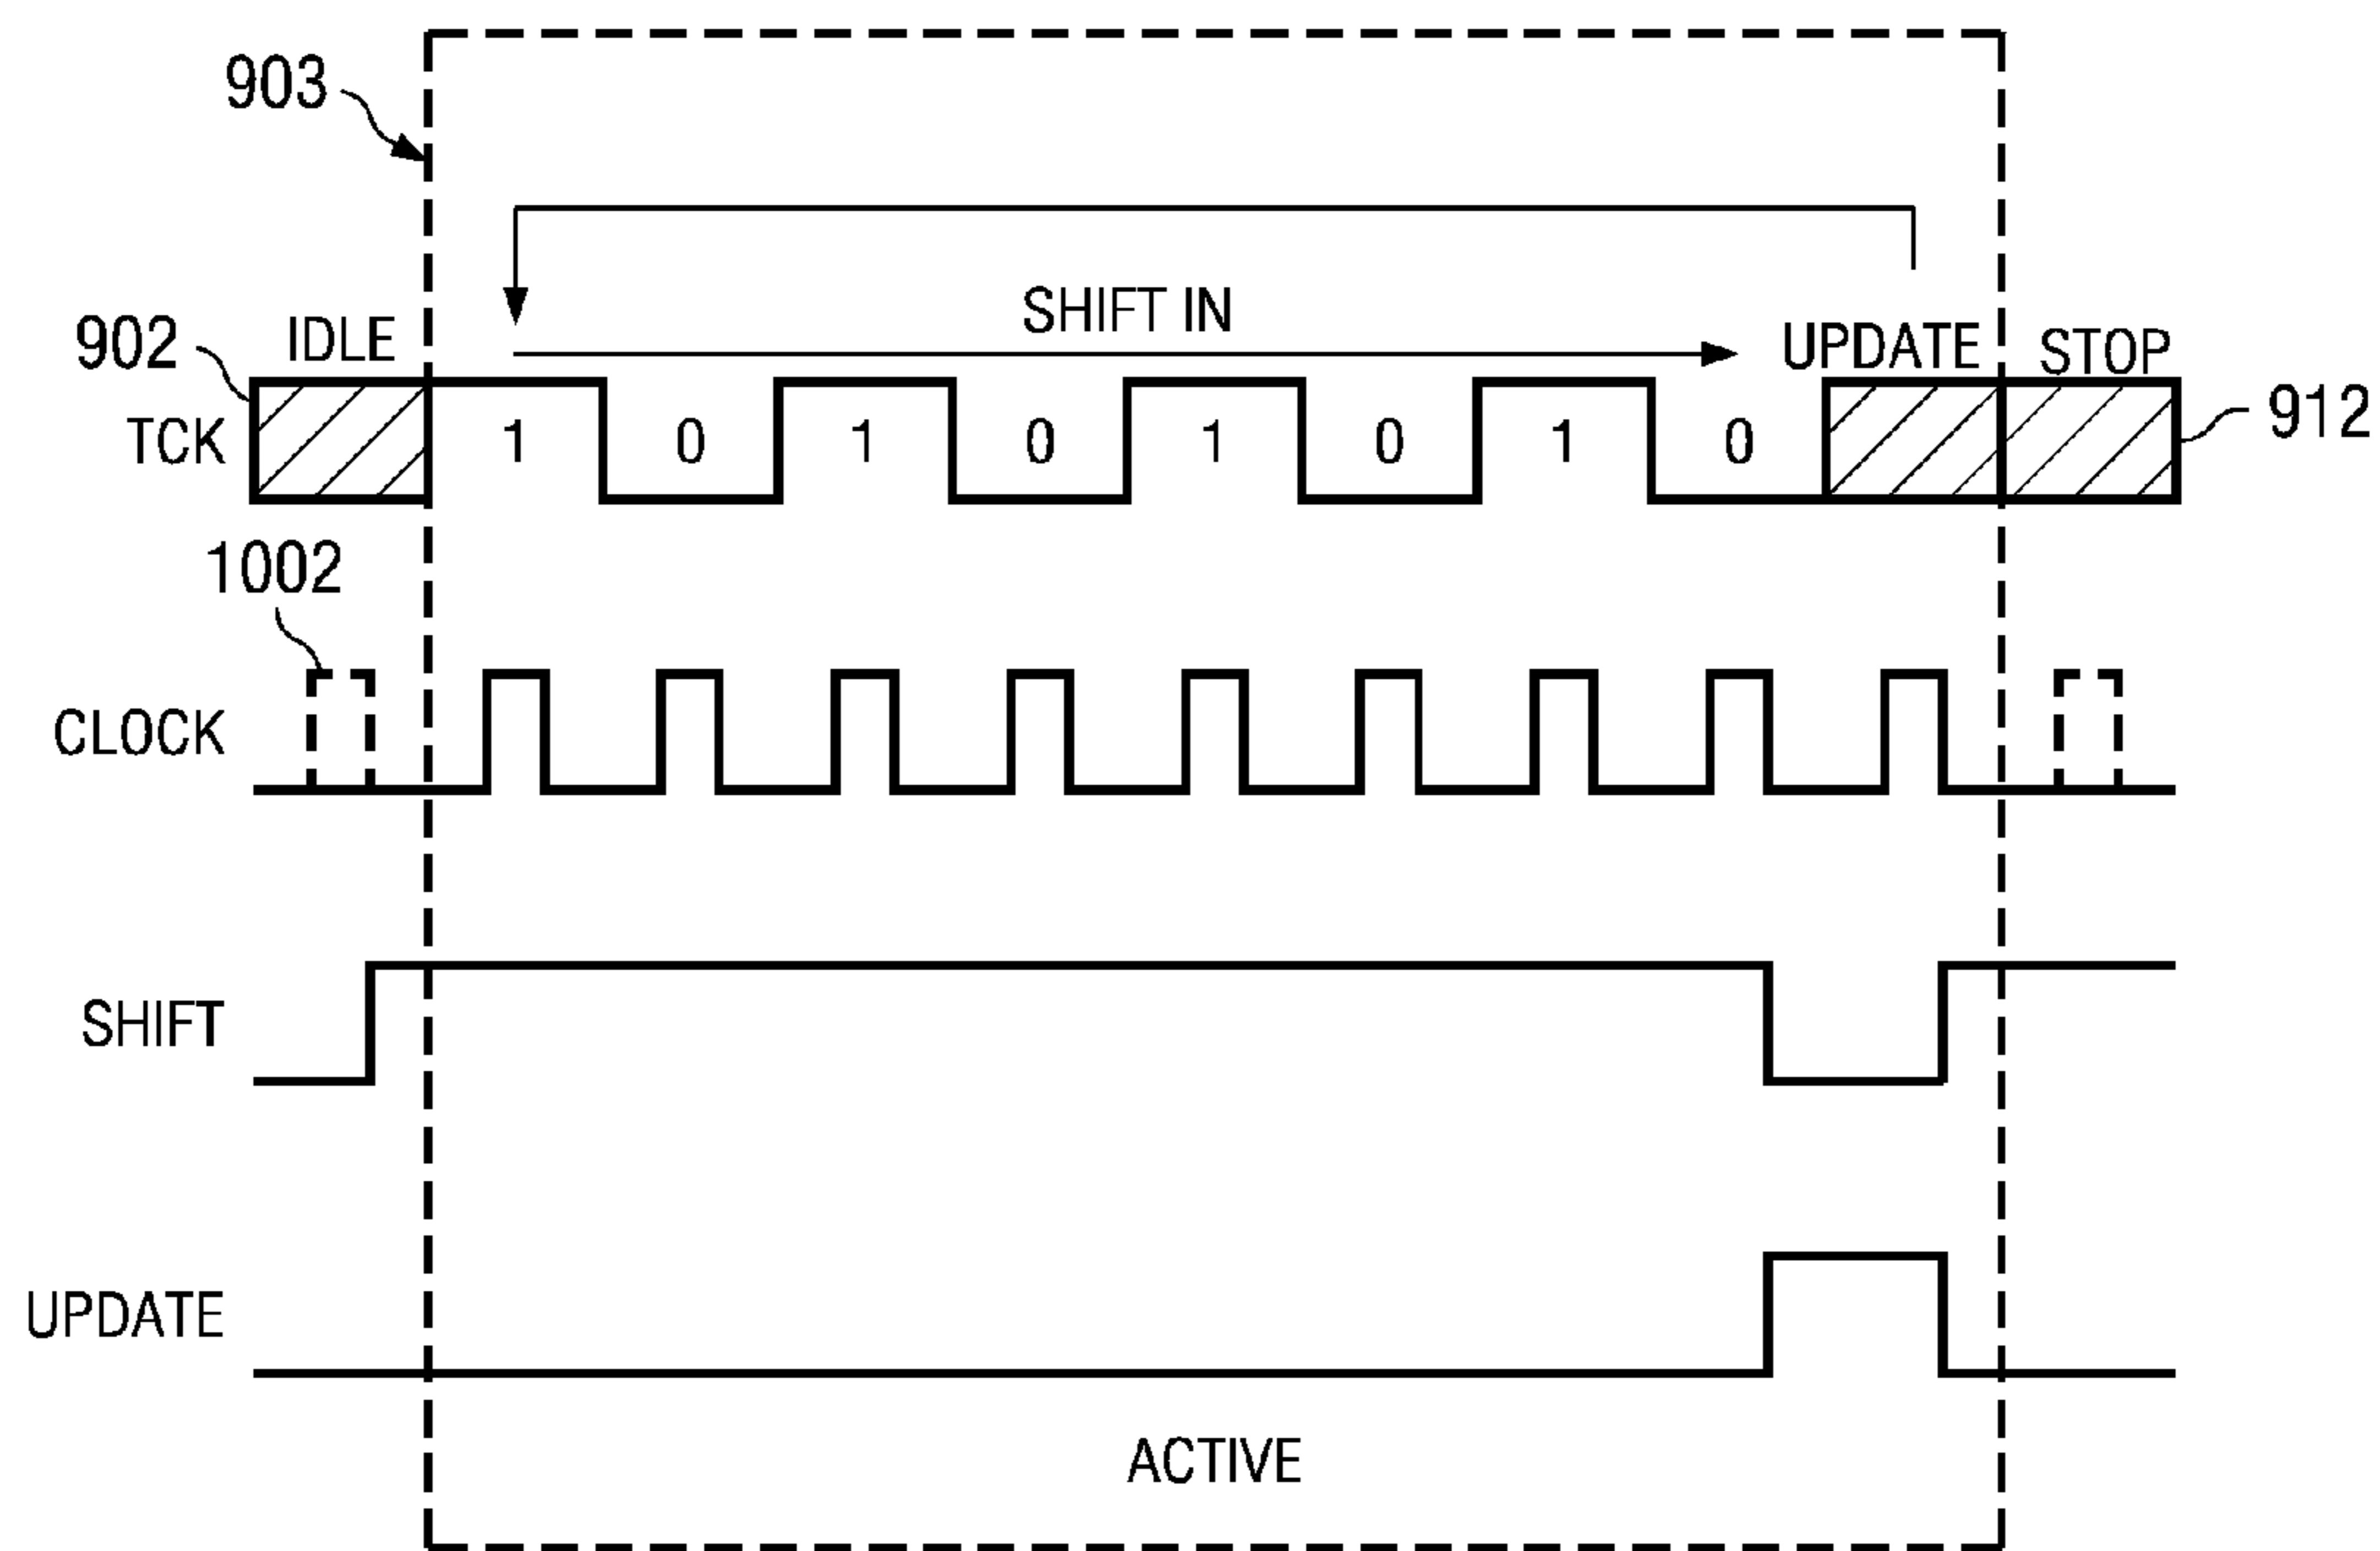 903
SHIFT IN
902 IDLE UPDATE STOP
TCK 1 0 1 0 1 0 1 0 912
1002
CLOCK
SHIFT
UPDATE
ACTIVE